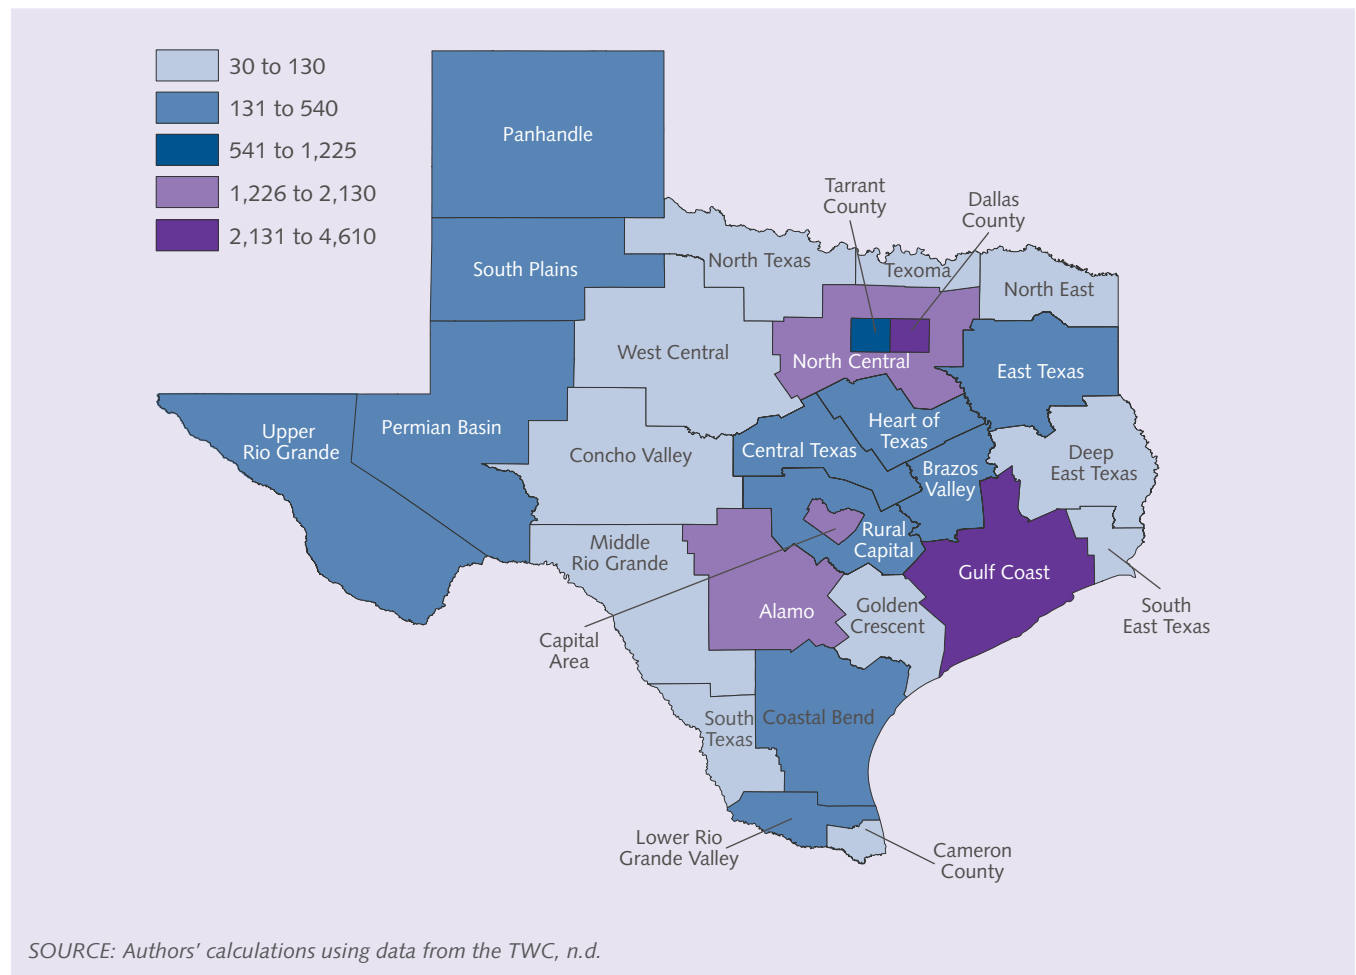 30 to 130
131 to 540
541 to 1,225
1,226 to 2,130
2,131 to 4,610
Panhandle
Tarrant
County
Dallas
County
South Plains
North Texas
Texoma
North East
West Central
North Central
East Texas
Upper
Rio Grande
Permian Basin
Concho Valley
Central Texas
Heart of
Texas
Brazos
Valley
Deep
East Texas
Middle
Rio Grande
Rural
Capital
Gulf Coast
Alamo
Golden
Crescent
South
East Texas
Capital
Area
South
Texas
Coastal Bend
Lower Rio
Grande Valley
Cameron
County
SOURCE: Authors' calculations using data from the TWC, n.d.